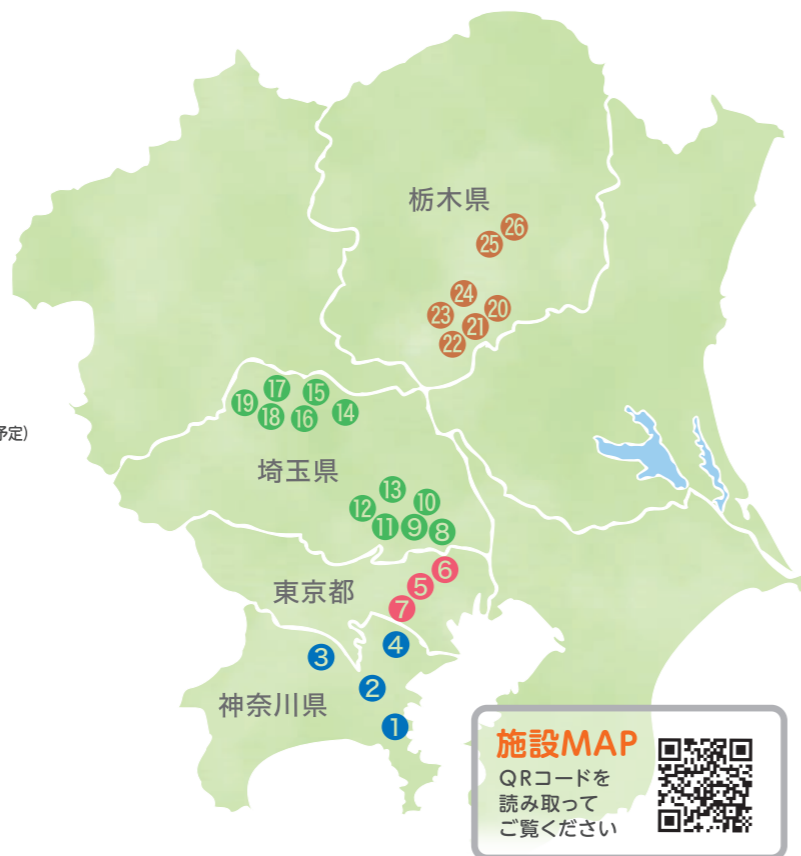 栃木県
㉖
㉕
㉔
㉓ ⑳
㉑
㉒
⑰ ⑮
⑲ ⑱ ⑯ ⑭
予定)
埼玉県
⑬
⑫ ⑩
⑪ ⑨ ⑧
東京都
⑥
⑤
⑦
④
③
②
神奈川県
①
施設MAP
QRコードを
読み取って
ご覧ください